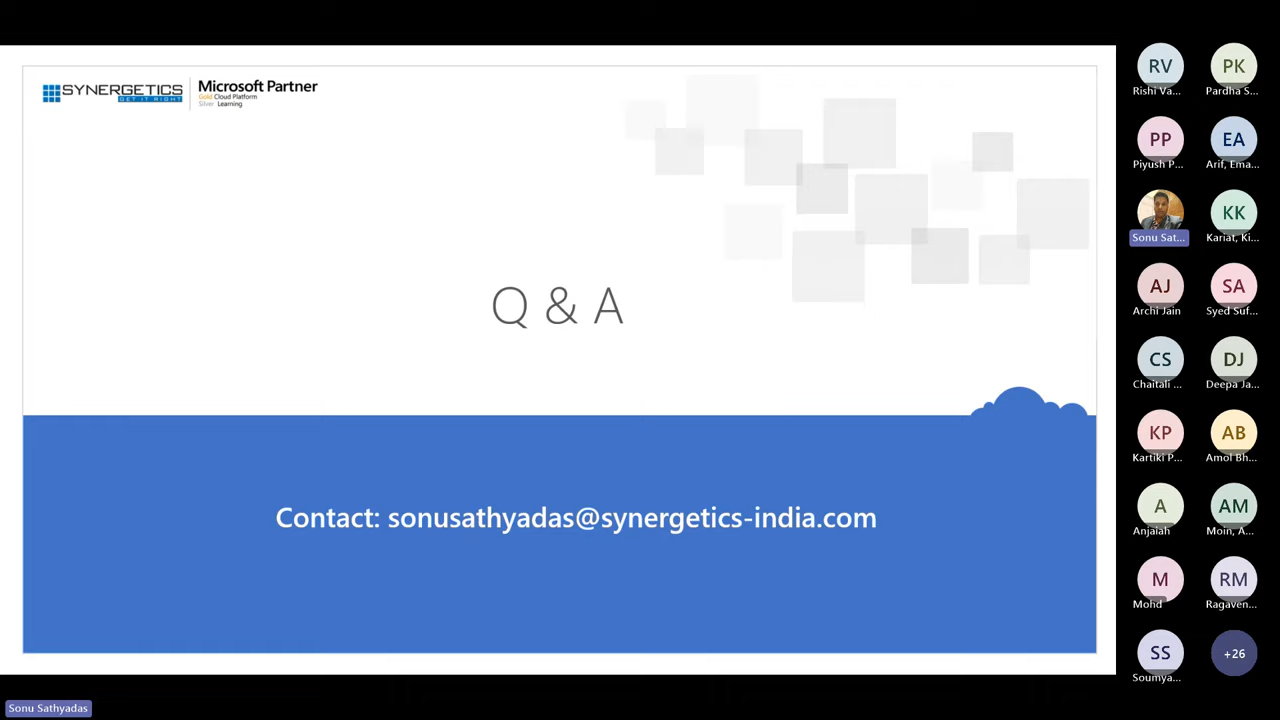 SYNERGETICS
GET IT RIGHT
Microsoft Partner
Gold Cloud Platform
Silver Learning
Q & A
Contact: sonusathyadas@synergetics-india.com
RV
Rishi Va...
PK
Pardha S...
PP
Piyush P...
EA
Arif, Ema...
Sonu Sat...
KK
Kariat, Ki...
AJ
Archi Jain
SA
Syed Suf...
CS
Chaitali ...
DJ
Deepa Ja...
KP
Kartiki P...
AB
Amol Bh...
A
Anjaiah
AM
Moin, A...
M
Mohd
RM
Ragaven...
SS
Soumya...
+26
Sonu Sathyadas